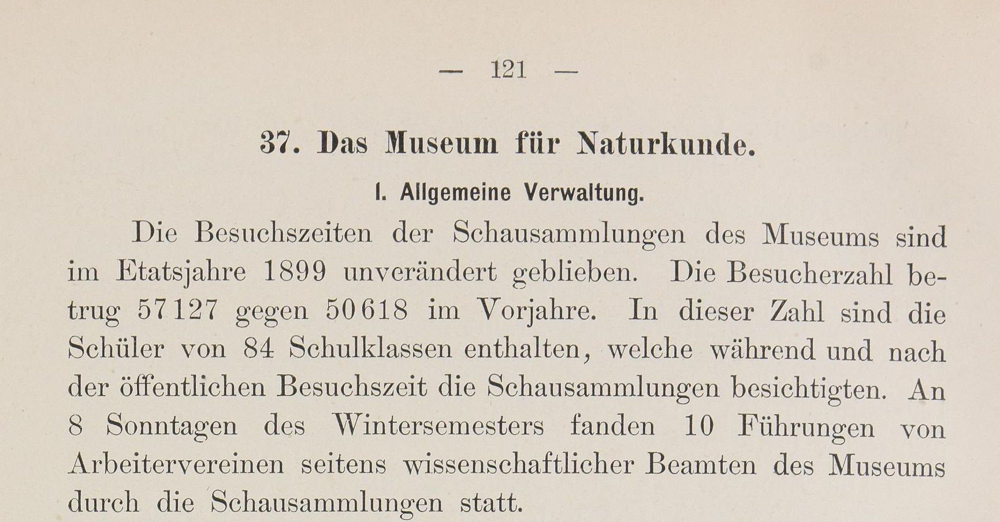 — 121 —
37. Das Museum für Naturkunde.
I. Allgemeine Verwaltung.
Die Besuchszeiten der Schausammlungen des Museums sind
im Etatsjahre 1899 unverändert geblieben. Die Besucherzahl be-
trug 57127 gegen 50618 im Vorjahre. In dieser Zahl sind die
Schüler von 84 Schulklassen enthalten, welche während und nach
der öffentlichen Besuchszeit die Schausammlungen besichtigten. An
8 Sonntagen des Wintersemesters fanden 10 Führungen von
Arbeitervereinen seitens wissenschaftlicher Beamten des Museums
durch die Schausammlungen statt.